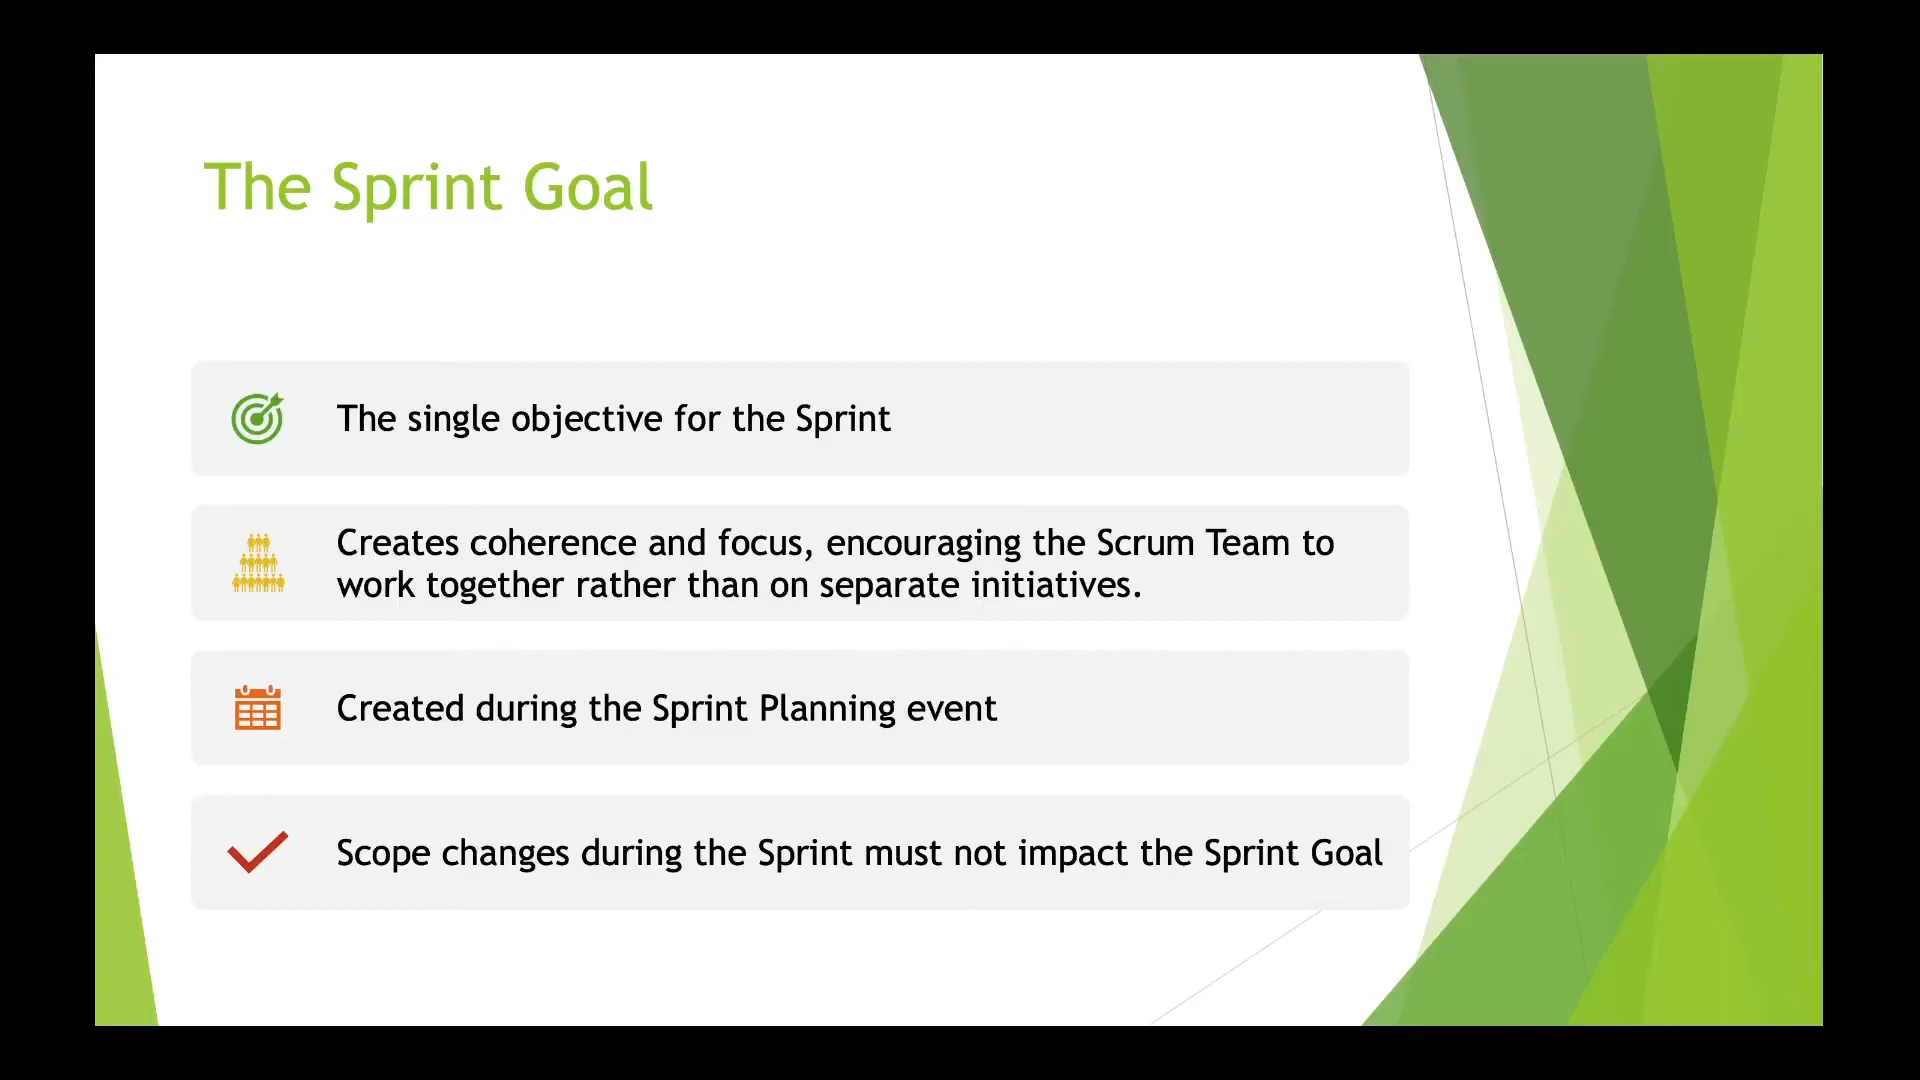 The Sprint Goal
The single objective for the Sprint
Creates coherence and focus, encouraging the Scrum Team to
work together rather than on separate initiatives.
Created during the Sprint Planning event
Scope changes during the Sprint must not impact the Sprint Goal